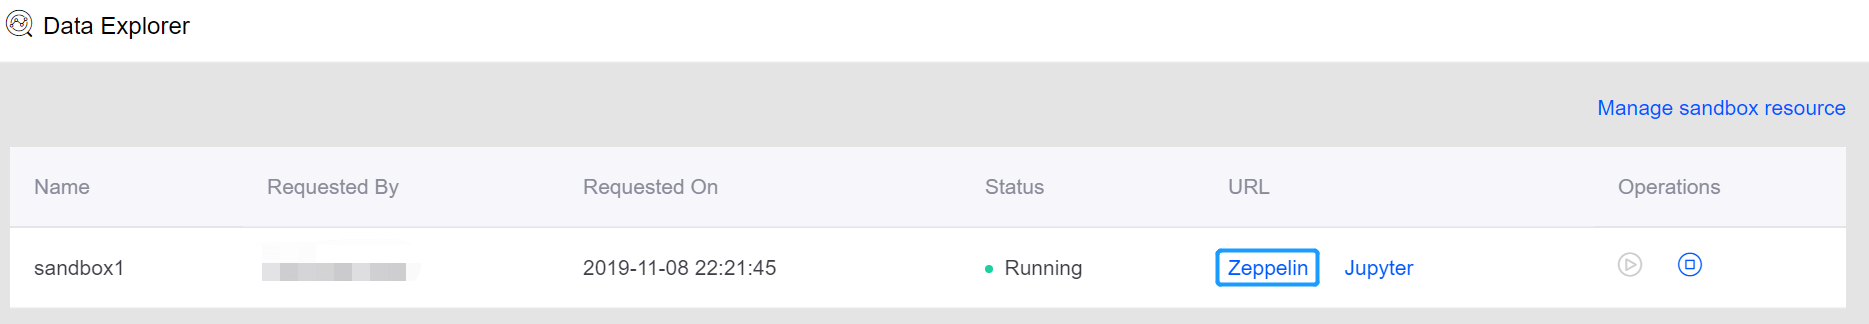 Data Explorer
Manage sandbox resource
Name Requested By Requested On Status URL Operations
sandbox1 2019-11-08 22:21:45 Running Zeppelin Jupyter